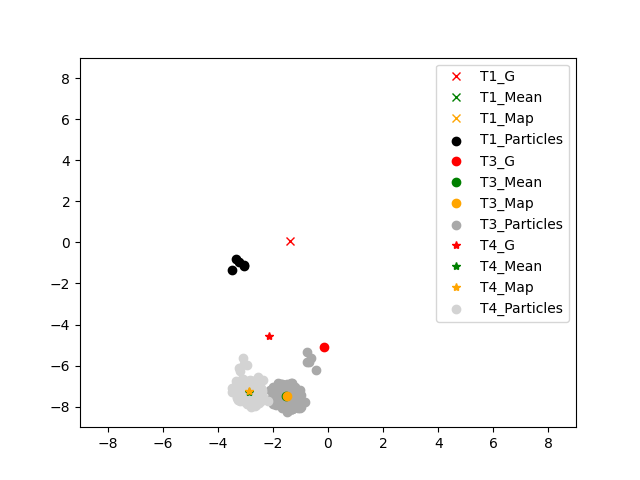 8
6
4
2
0
−2
−4
−6
−8
−8 −6 −4 −2 0 2 4 6 8
T1_G
T1_Mean
T1_Map
T1_Particles
T3_G
T3_Mean
T3_Map
T3_Particles
T4_G
T4_Mean
T4_Map
T4_Particles